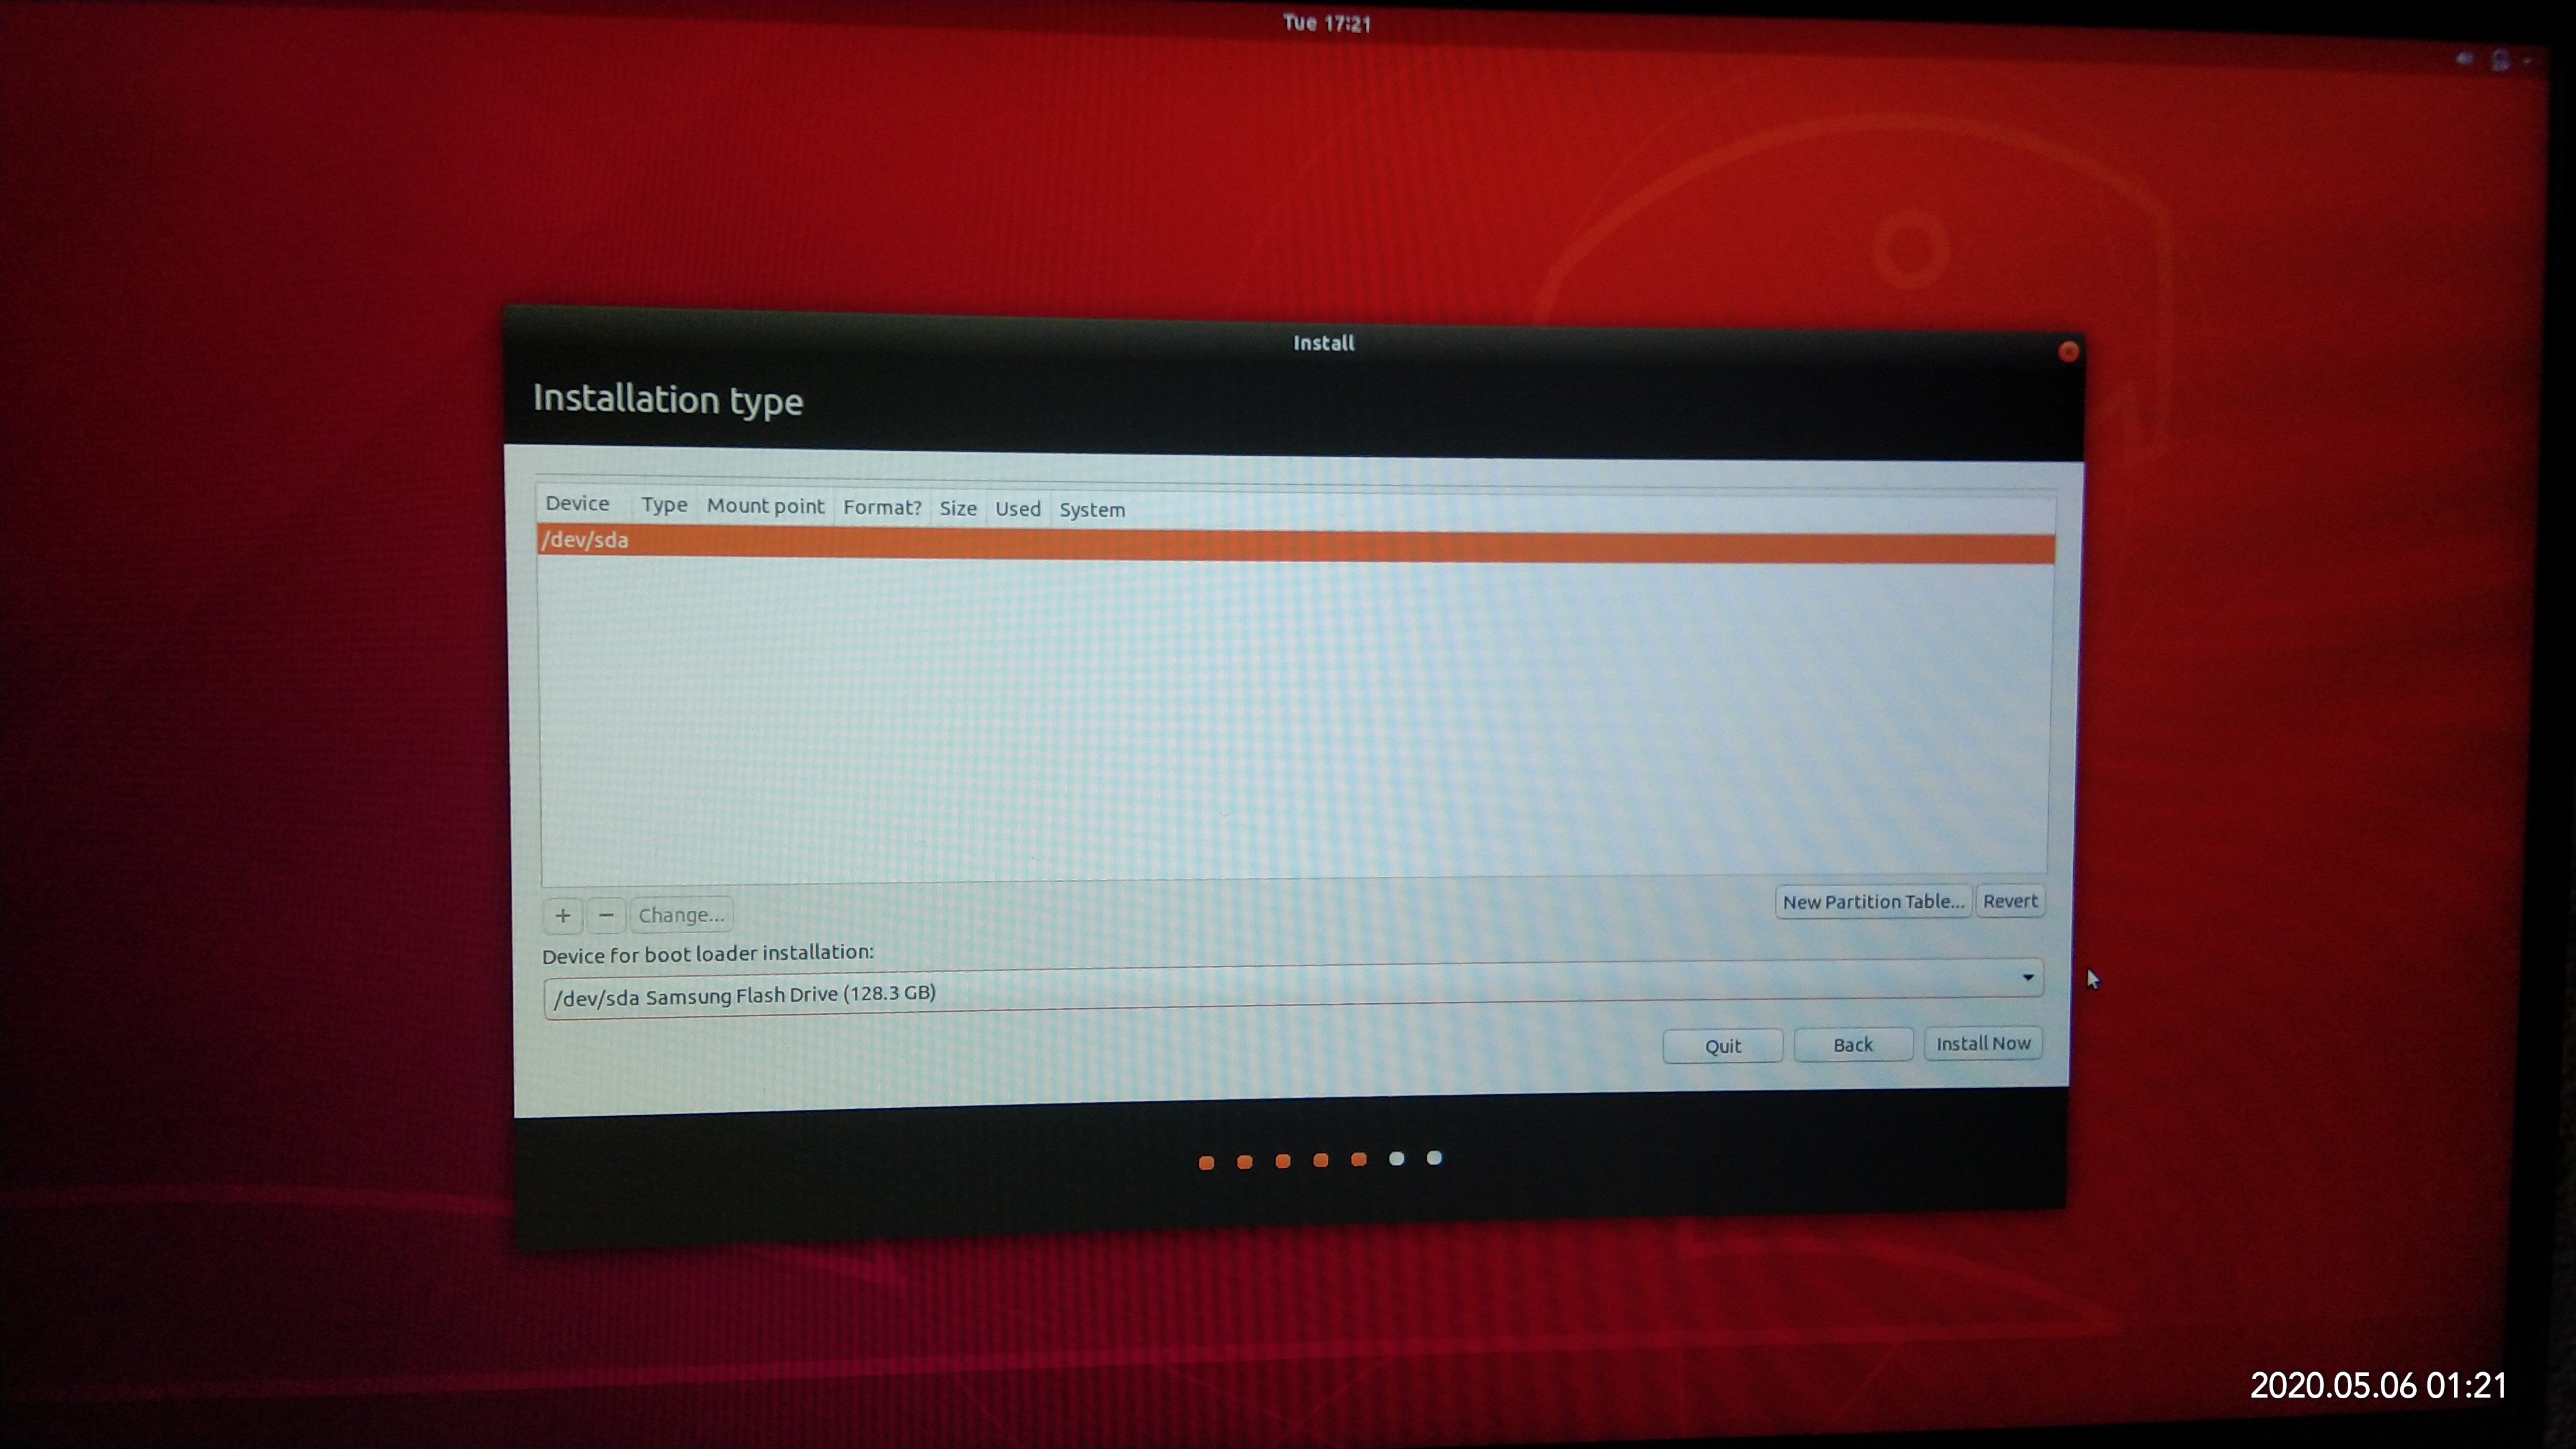 Tue 17:21
Install
Installation type
Device Type Mount point Format? Size Used System
/dev/sda
+ − Change... New Partition Table... Revert
Device for boot loader installation:
/dev/sda Samsung Flash Drive (128.3 GB)
Quit Back Install Now
2020.05.06 01:21